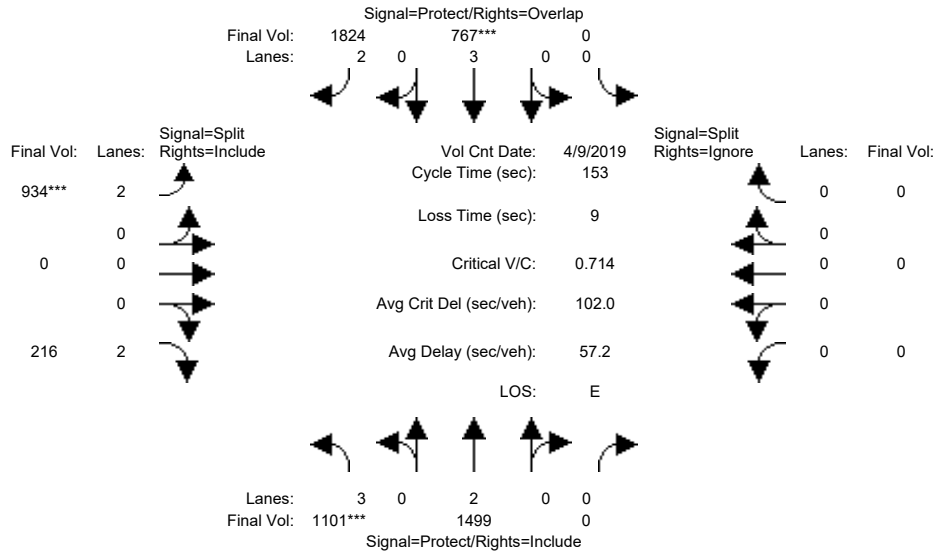 Signal=Protect/Rights=Overlap
Final Vol: 1824 767*** 0
Lanes: 2 0 3 0 0
Signal=Split
Final Vol: Lanes: Rights=Include
Vol Cnt Date: 4/9/2019
Signal=Split
Rights=Ignore Lanes: Final Vol:
Cycle Time (sec): 153
934*** 2
0 0
Loss Time (sec): 9
0
0
0 0
Critical V/C: 0.714
0 0
0
Avg Crit Del (sec/veh): 102.0
0
216 2
Avg Delay (sec/veh): 57.2
0 0
LOS: E
Lanes: 3 0 2 0 0
Final Vol: 1101*** 1499 0
Signal=Protect/Rights=Include